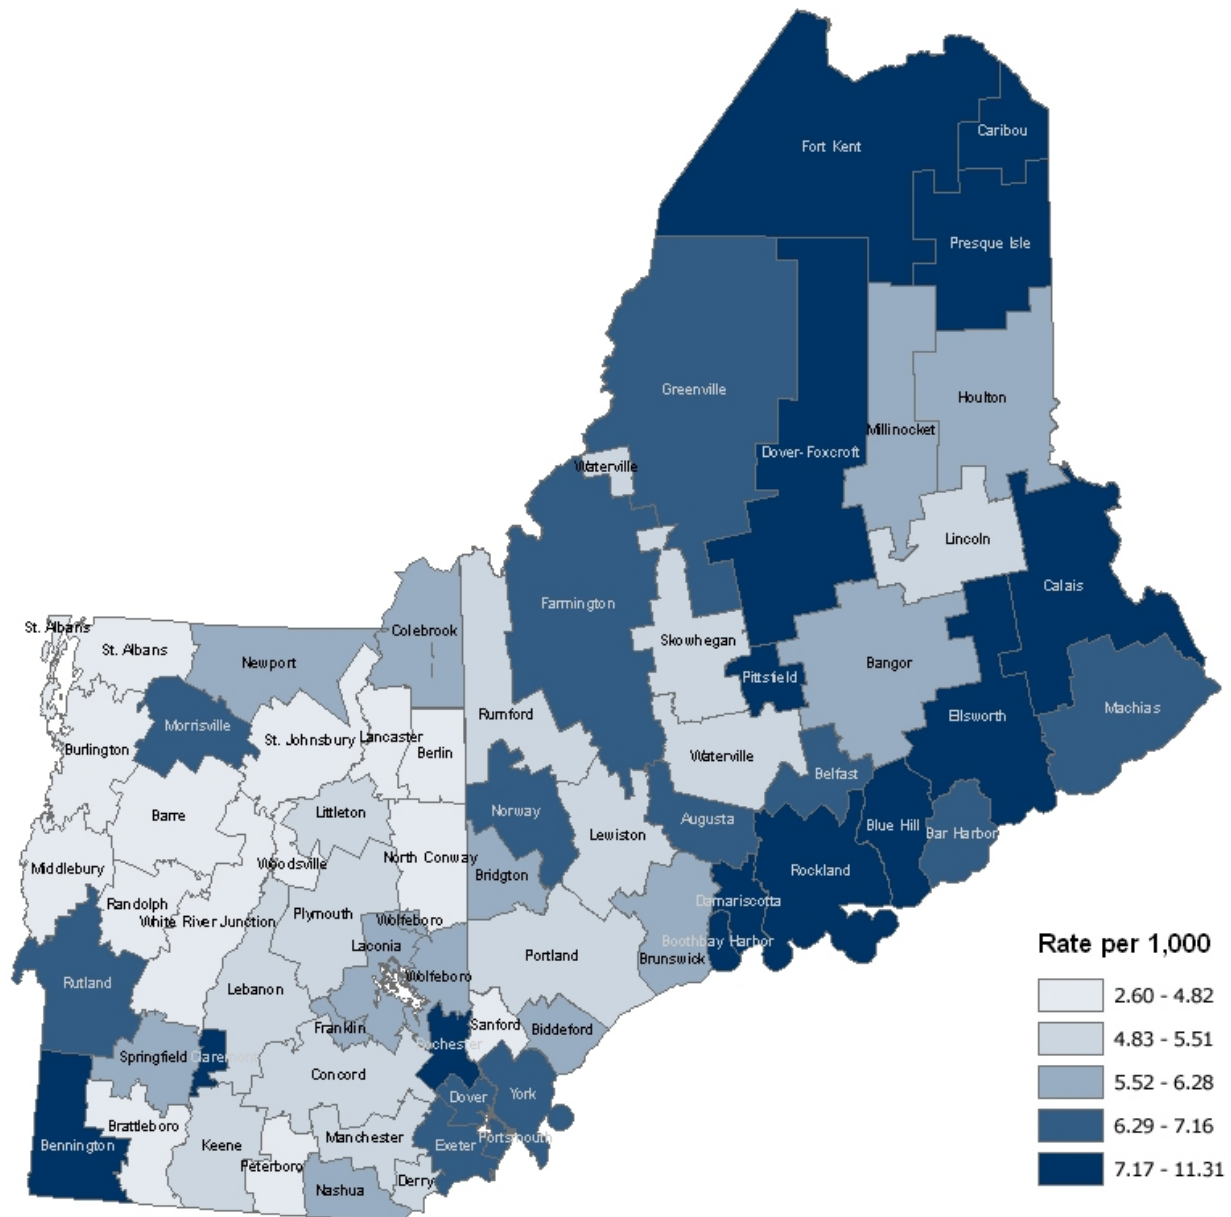 Fort Kent
Caribou
Presque Isle
Greenville
Houlton
Millinocket
Dover-Foxcroft
Waterville
Lincoln
Calais
Farmington
St. Albans
Colebrook
Skowhegan
St. Albans
Newport
Bangor
Pittsfield
Machias
Rumford
Ellsworth
Morrisville
St. Johnsbury
Lancaster
Berlin
Burlington
Waterville
Belfast
Norway
Littleton
Barre
Augusta
Blue Hill
Bar Harbor
Lewiston
North Conway
Woodsville
Middlebury
Rockland
Bridgton
Randolph
Damariscotta
White River Junction
Plymouth
Wolfeboro
Boothbay Harbor
Laconia
Portland
Brunswick
Rate per 1,000
Wolfeboro
Rutland
Lebanon
2.60 - 4.82
Franklin
Sanford
Biddeford
4.83 - 5.51
Rochester
Springfield
Claremont
Concord
5.52 - 6.28
York
Dover
Brattleboro
6.29 - 7.16
Keene
Manchester
Portsmouth
Exeter
Bennington
Peterboro
7.17 - 11.31
Derry
Nashua